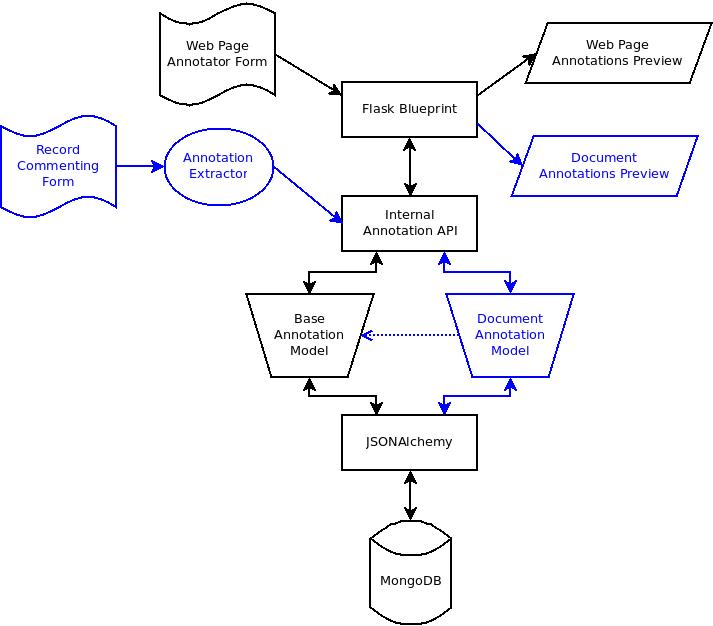 Web Page
Annotator Form
Web Page
Annotations Preview
Flask Blueprint
Record
Commenting
Form
Annotation
Extractor
Document
Annotations Preview
Internal
Annotation API
Base
Annotation
Model
Document
Annotation
Model
JSONAlchemy
MongoDB